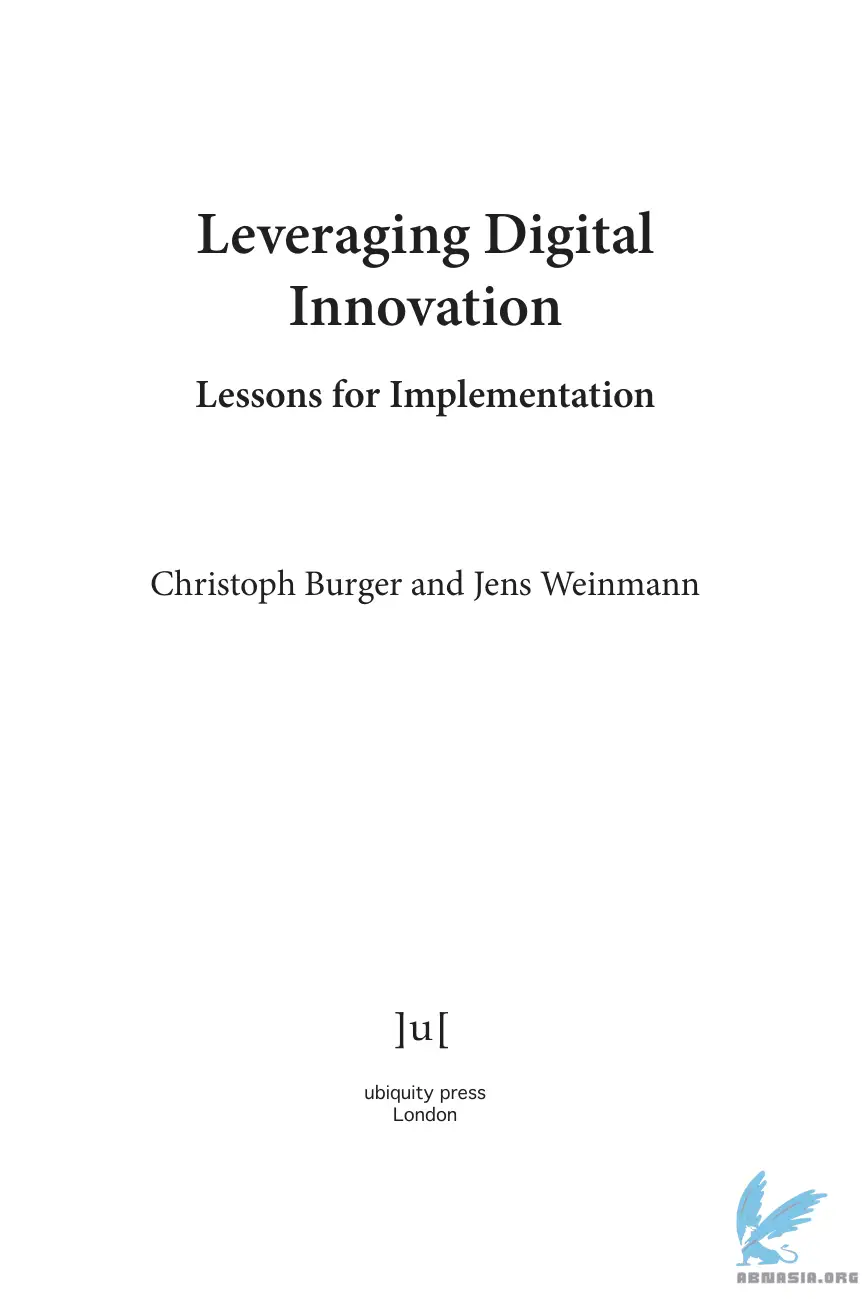 Leveraging Digital
Innovation
Lessons for Implementation
Christoph Burger and Jens Weinmann
]u[
ubiquity press
London
ABNASIA.ORG